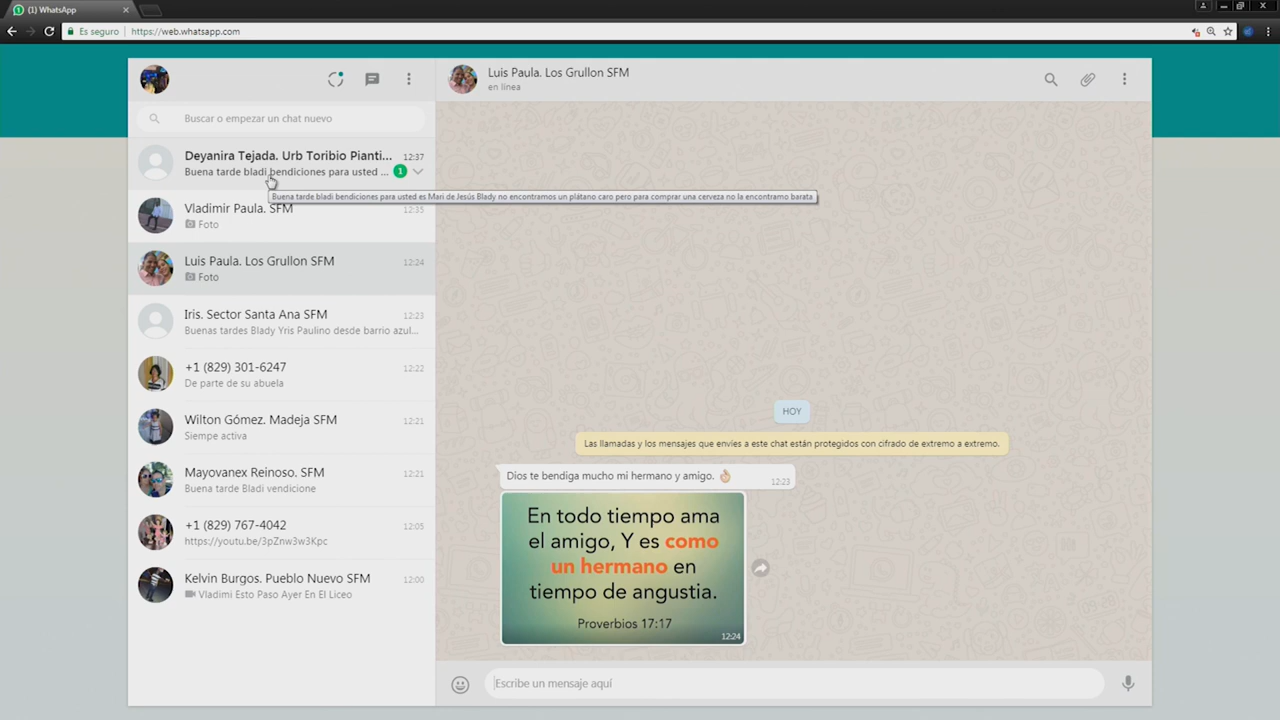 (1) WhatsApp
Es seguro
https://web.whatsapp.com
Buscar o empezar un chat nuevo
Deyanira Tejada. Urb Toribio Pianti...
12:37
Buena tarde bladi bendiciones para usted ...
1
Buena tarde bladi bendiciones para usted es Mari de Jesús Blady no encontramos un plátano caro pero para comprar una cerveza no la encontramo barata
Vladimir Paula. SFM
12:35
Foto
Luis Paula. Los Grullon SFM
12:24
Foto
Iris. Sector Santa Ana SFM
12:23
Buenas tardes Blady Yris Paulino desde barrio azul...
+1 (829) 301-6247
12:22
De parte de su abuela
Wilton Gómez. Madeja SFM
12:21
Siempe activa
Mayovanex Reinoso. SFM
12:21
Buena tarde Bladi vendicione
+1 (829) 767-4042
12:05
https://youtu.be/3pZnw3w3Kpc
Kelvin Burgos. Pueblo Nuevo SFM
12:00
Vladimi Esto Paso Ayer En El Liceo
Luis Paula. Los Grullon SFM
en línea
HOY
Las llamadas y los mensajes que envíes a este chat están protegidos con cifrado de extremo a extremo.
Dios te bendiga mucho mi hermano y amigo. 👌
12:23
En todo tiempo ama
el amigo, Y es como
un hermano en
tiempo de angustia.
Proverbios 17:17
12:24
Escribe un mensaje aquí